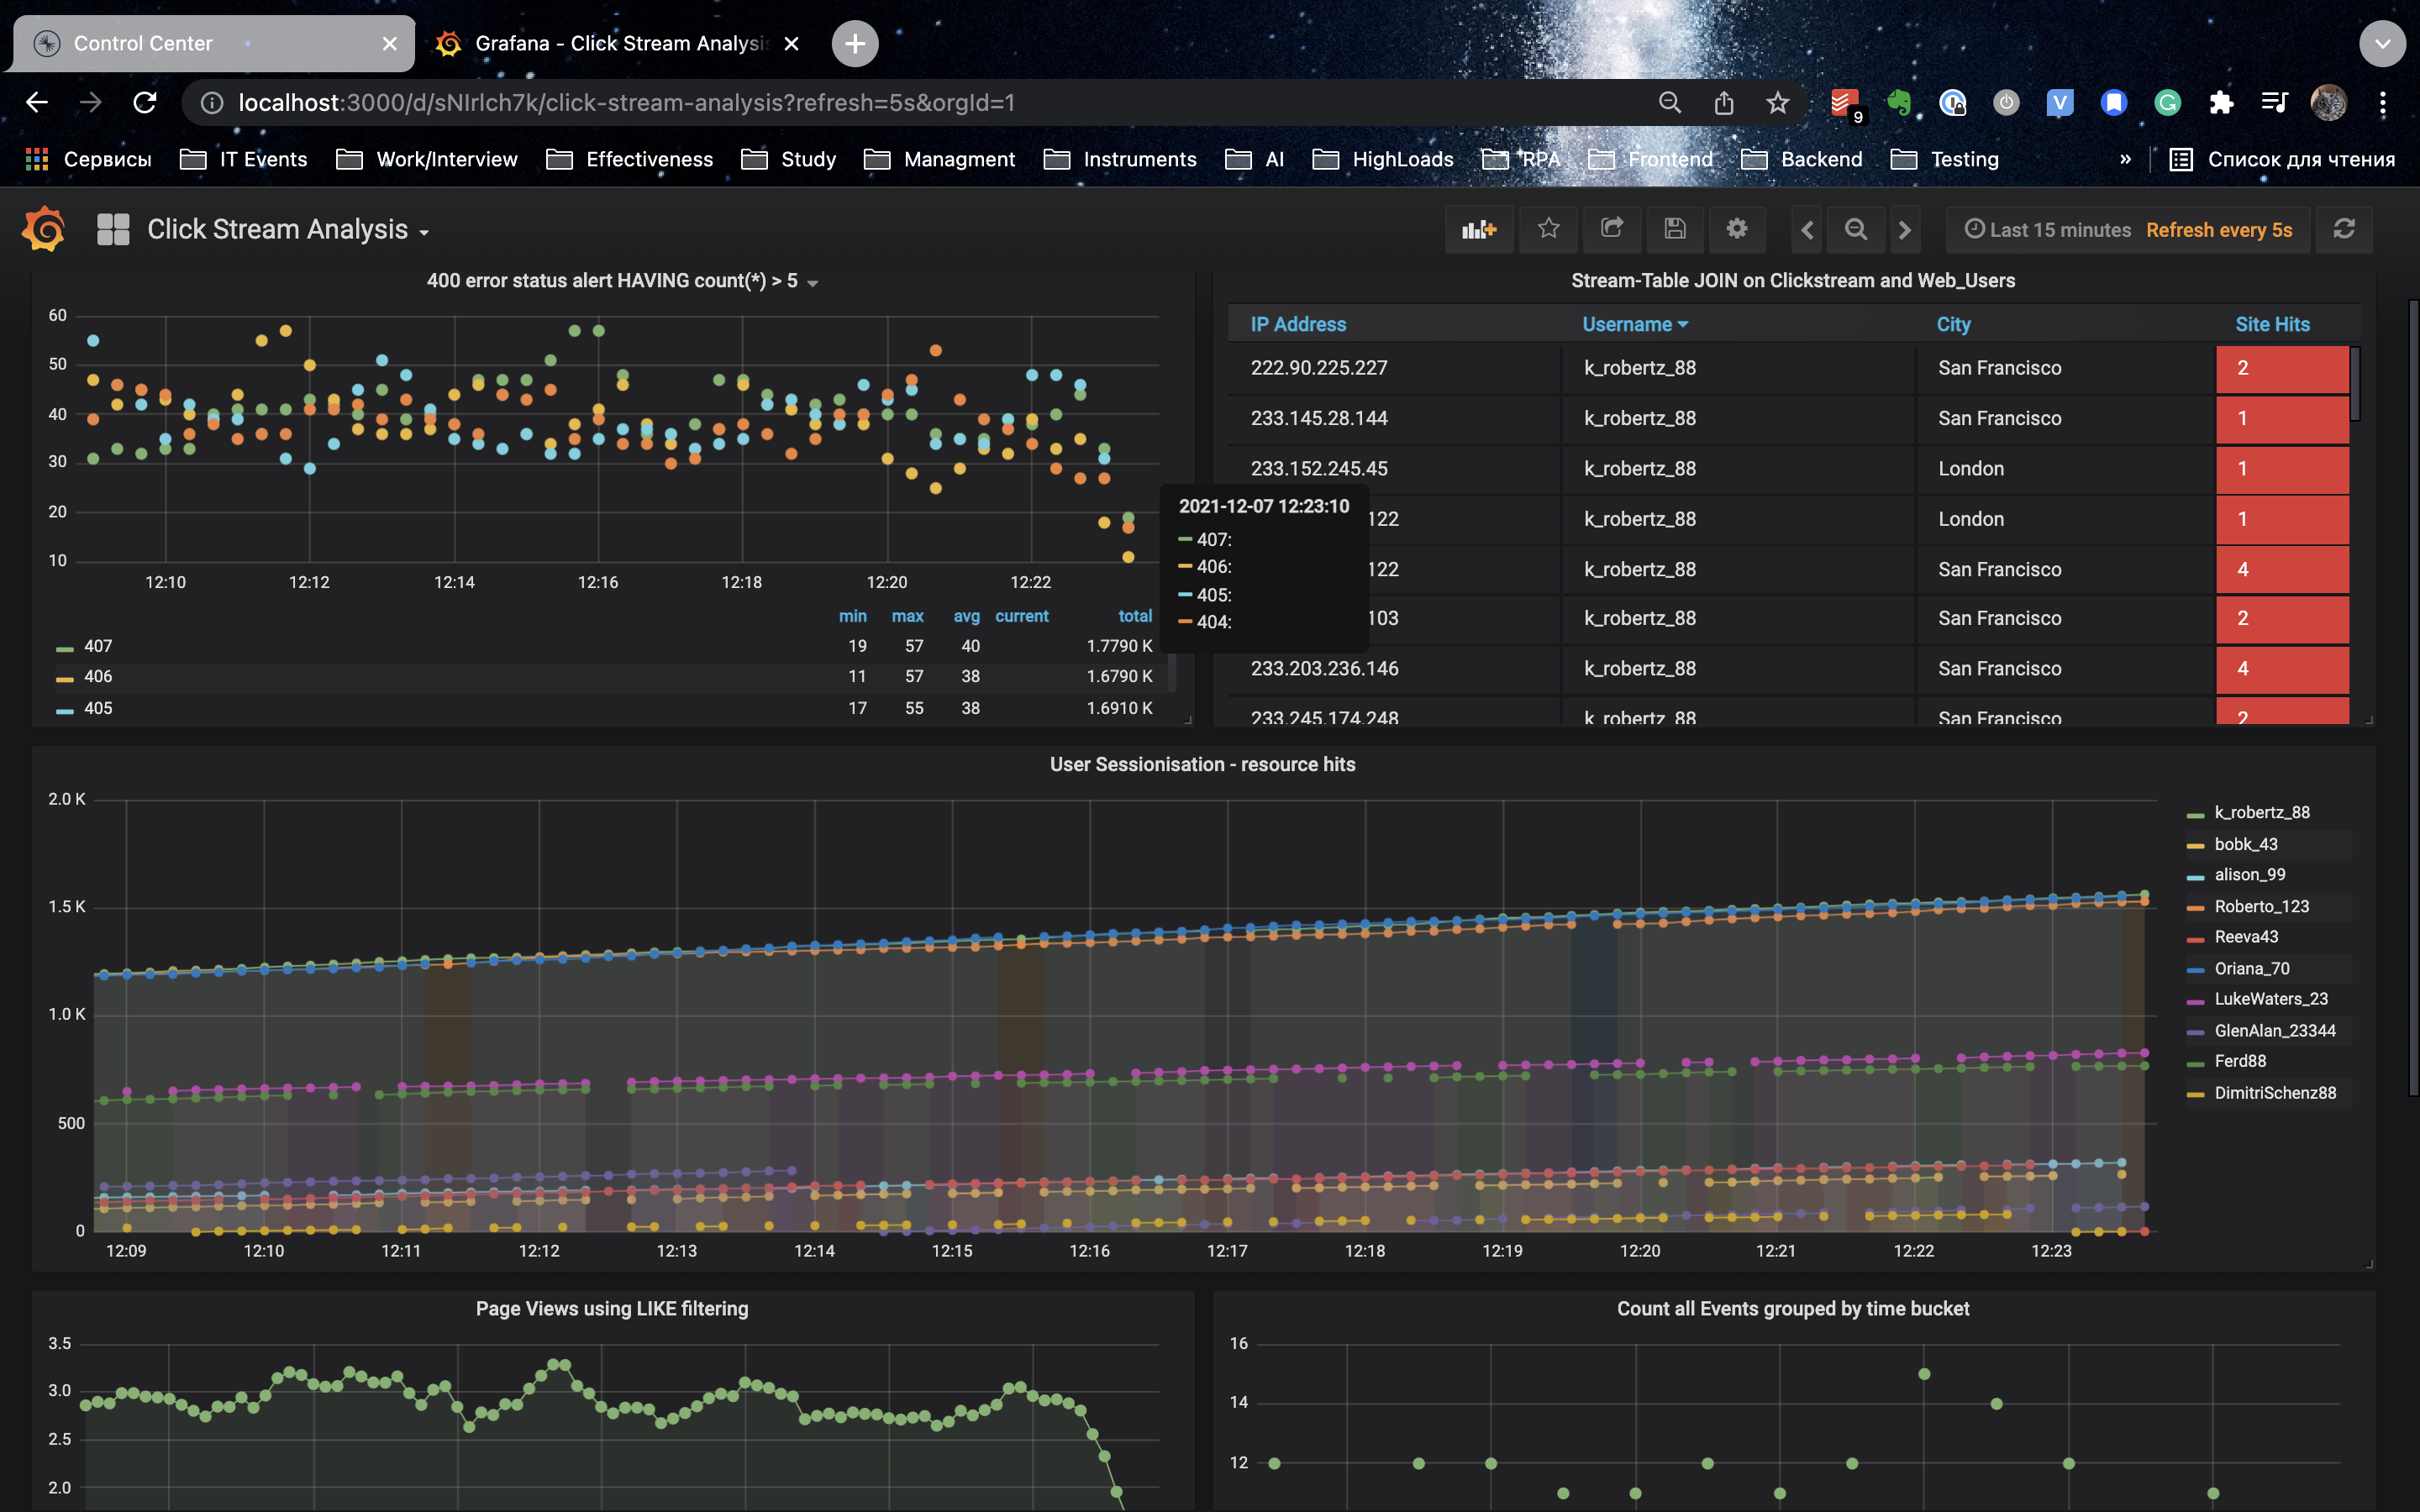 Control Center
Grafana - Click Stream Analysis
localhost:3000/d/sNIrlch7k/click-stream-analysis?refresh=5s&orgId=1
9
Сервисы IT Events Work/Interview Effectiveness Study Managment Instruments AI HighLoads RPA Frontend Backend Testing » Список для чтения
Click Stream Analysis
Last 15 minutes Refresh every 5s
400 error status alert HAVING count(*) > 5
60
50
40
30
20
10
12:10 12:12 12:14 12:16 12:18 12:20 12:22
min max avg current total
407 19 57 40 1.7790 K
406 11 57 38 1.6790 K
405 17 55 38 1.6910 K
2021-12-07 12:23:10
407:
406:
405:
404:
Stream-Table JOIN on Clickstream and Web_Users
IP Address Username City Site Hits
222.90.225.227 k_robertz_88 San Francisco 2
233.145.28.144 k_robertz_88 San Francisco 1
233.152.245.45 k_robertz_88 London 1
122 k_robertz_88 London 1
122 k_robertz_88 San Francisco 4
103 k_robertz_88 San Francisco 2
233.203.236.146 k_robertz_88 San Francisco 4
233.245.174.248 k_robertz_88 San Francisco 2
User Sessionisation - resource hits
2.0 K
1.5 K
1.0 K
500
0
12:09 12:10 12:11 12:12 12:13 12:14 12:15 12:16 12:17 12:18 12:19 12:20 12:21 12:22 12:23
k_robertz_88
bobk_43
alison_99
Roberto_123
Reeva43
Oriana_70
LukeWaters_23
GlenAlan_23344
Ferd88
DimitriSchenz88
Page Views using LIKE filtering
3.5
3.0
2.5
2.0
Count all Events grouped by time bucket
16
14
12